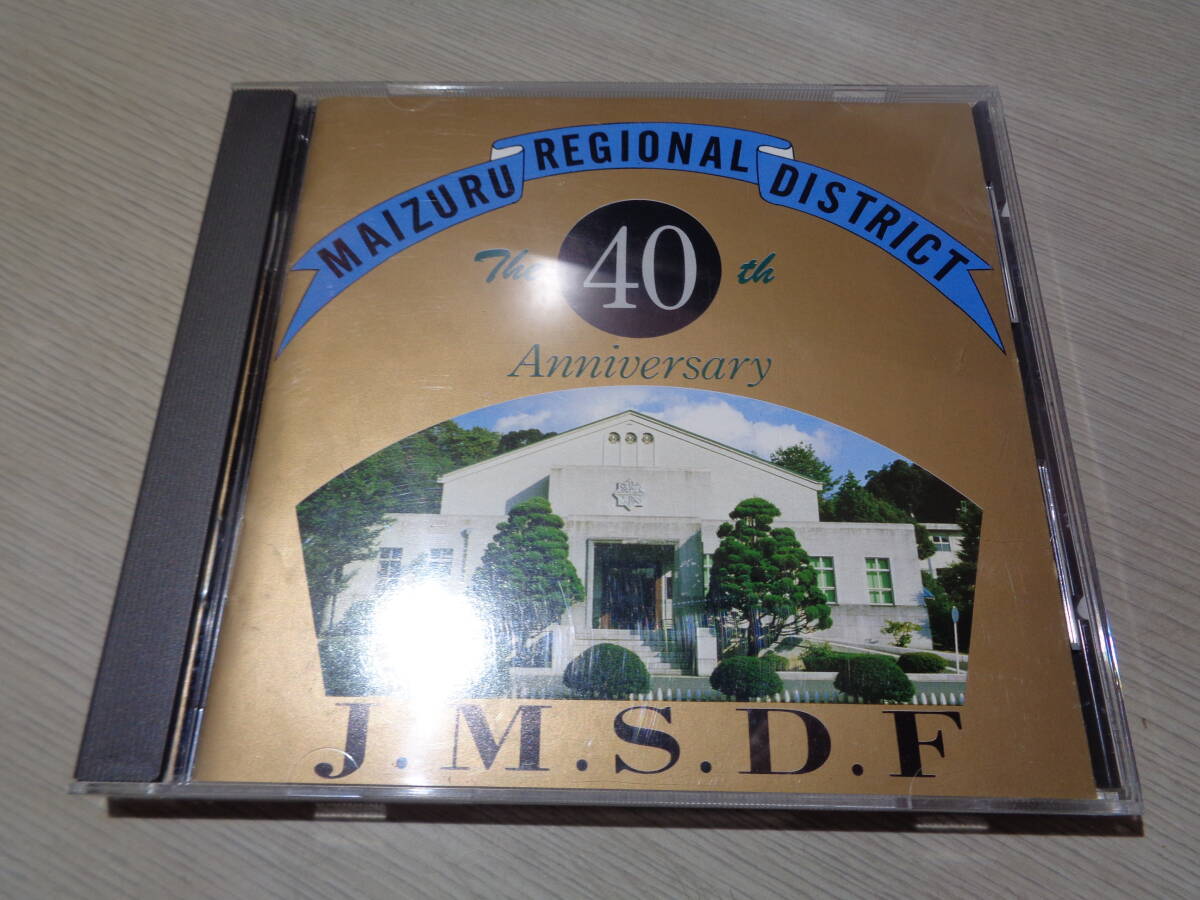 MAIZURU REGIONAL DISTRICT
The 40 th
Anniversary
J.M.S.D.F